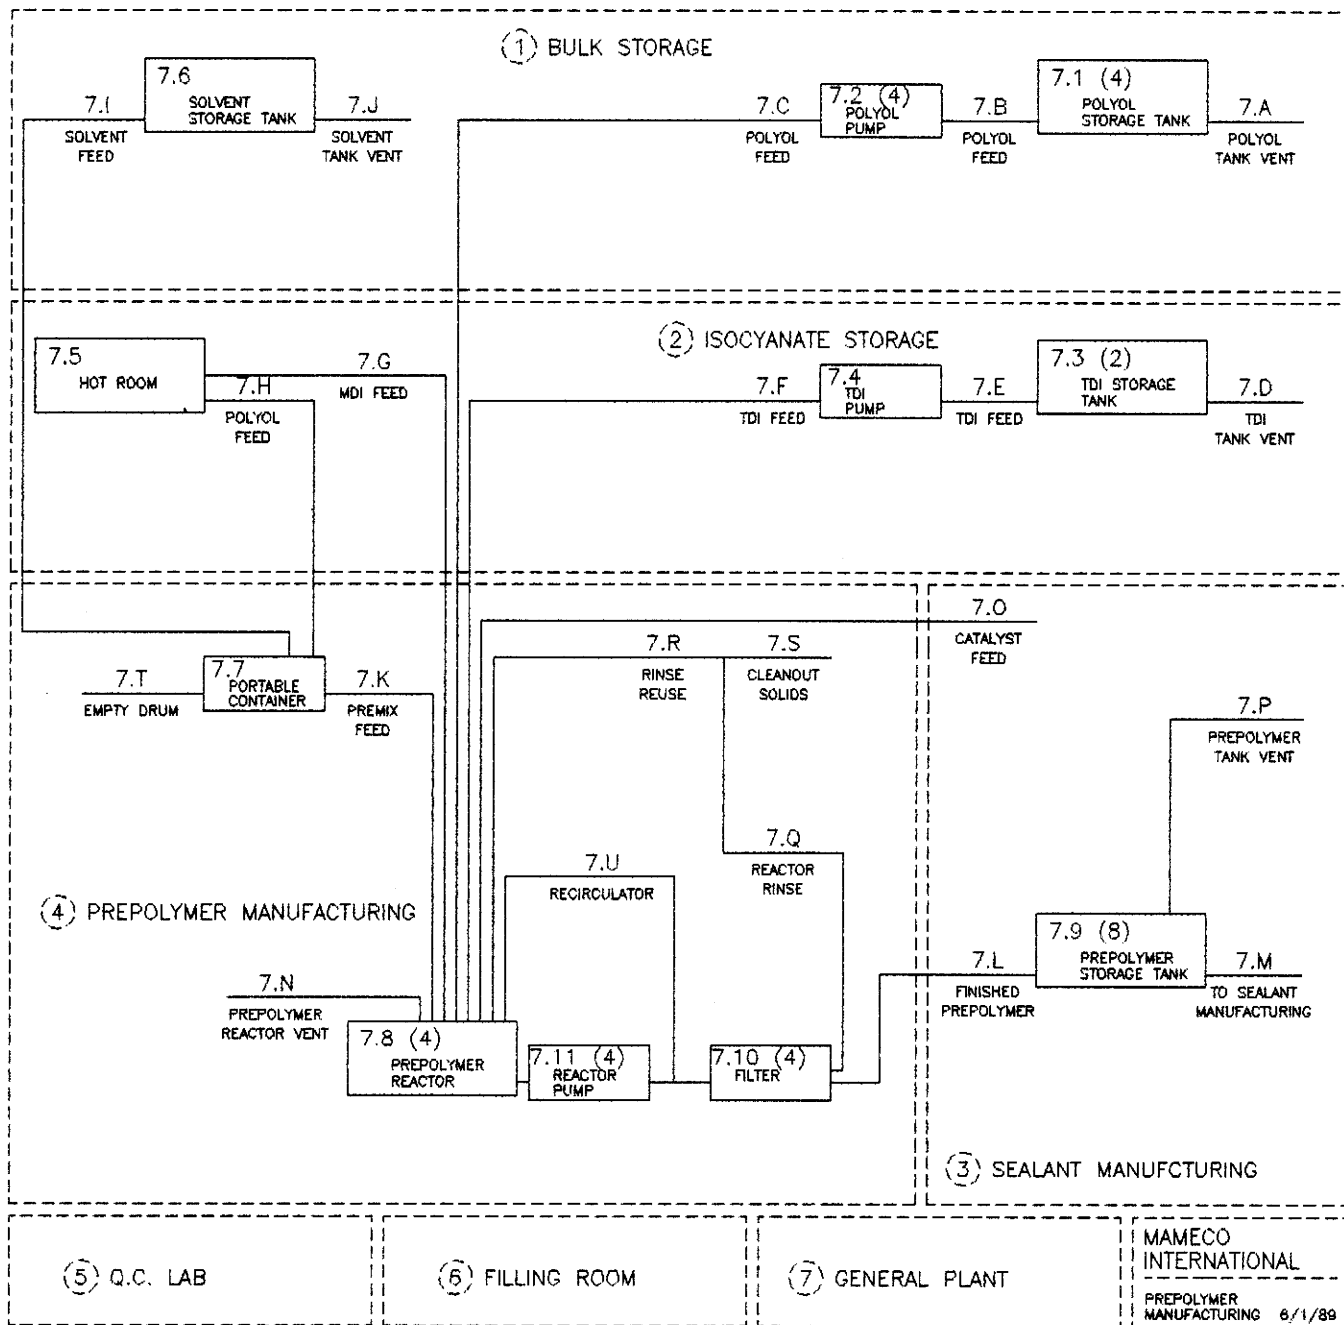 1 BULK STORAGE
7.6
SOLVENT
STORAGE TANK
7.I
SOLVENT
FEED
7.J
SOLVENT
TANK VENT
7.C
POLYOL
FEED
7.2 (4)
POLYOL
PUMP
7.B
POLYOL
FEED
7.1 (4)
POLYOL
STORAGE TANK
7.A
POLYOL
TANK VENT
2 ISOCYANATE STORAGE
7.5
HOT ROOM
7.H
POLYOL
FEED
7.G
MDI FEED
7.F
TDI FEED
7.4
TDI
PUMP
7.E
TDI FEED
7.3 (2)
TDI STORAGE
TANK
7.D
TDI
TANK VENT
7.T
EMPTY DRUM
7.7
PORTABLE
CONTAINER
7.K
PREMIX
FEED
7.R
RINSE
REUSE
7.S
CLEANOUT
SOLIDS
7.O
CATALYST
FEED
7.P
PREPOLYMER
TANK VENT
7.Q
REACTOR
RINSE
7.U
RECIRCULATOR
4 PREPOLYMER MANUFACTURING
7.N
PREPOLYMER
REACTOR VENT
7.8 (4)
PREPOLYMER
REACTOR
7.11 (4)
REACTOR
PUMP
7.10 (4)
FILTER
7.L
FINISHED
PREPOLYMER
7.9 (8)
PREPOLYMER
STORAGE TANK
7.M
TO SEALANT
MANUFACTURING
3 SEALANT MANUFCTURING
5 Q.C. LAB
6 FILLING ROOM
7 GENERAL PLANT
MAMECO
INTERNATIONAL
PREPOLYMER
MANUFACTURING 6/1/89